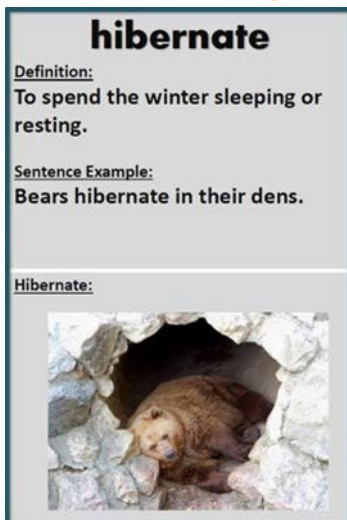 hibernate
Definition:
To spend the winter sleeping or
resting.
Sentence Example:
Bears hibernate in their dens.
Hibernate: